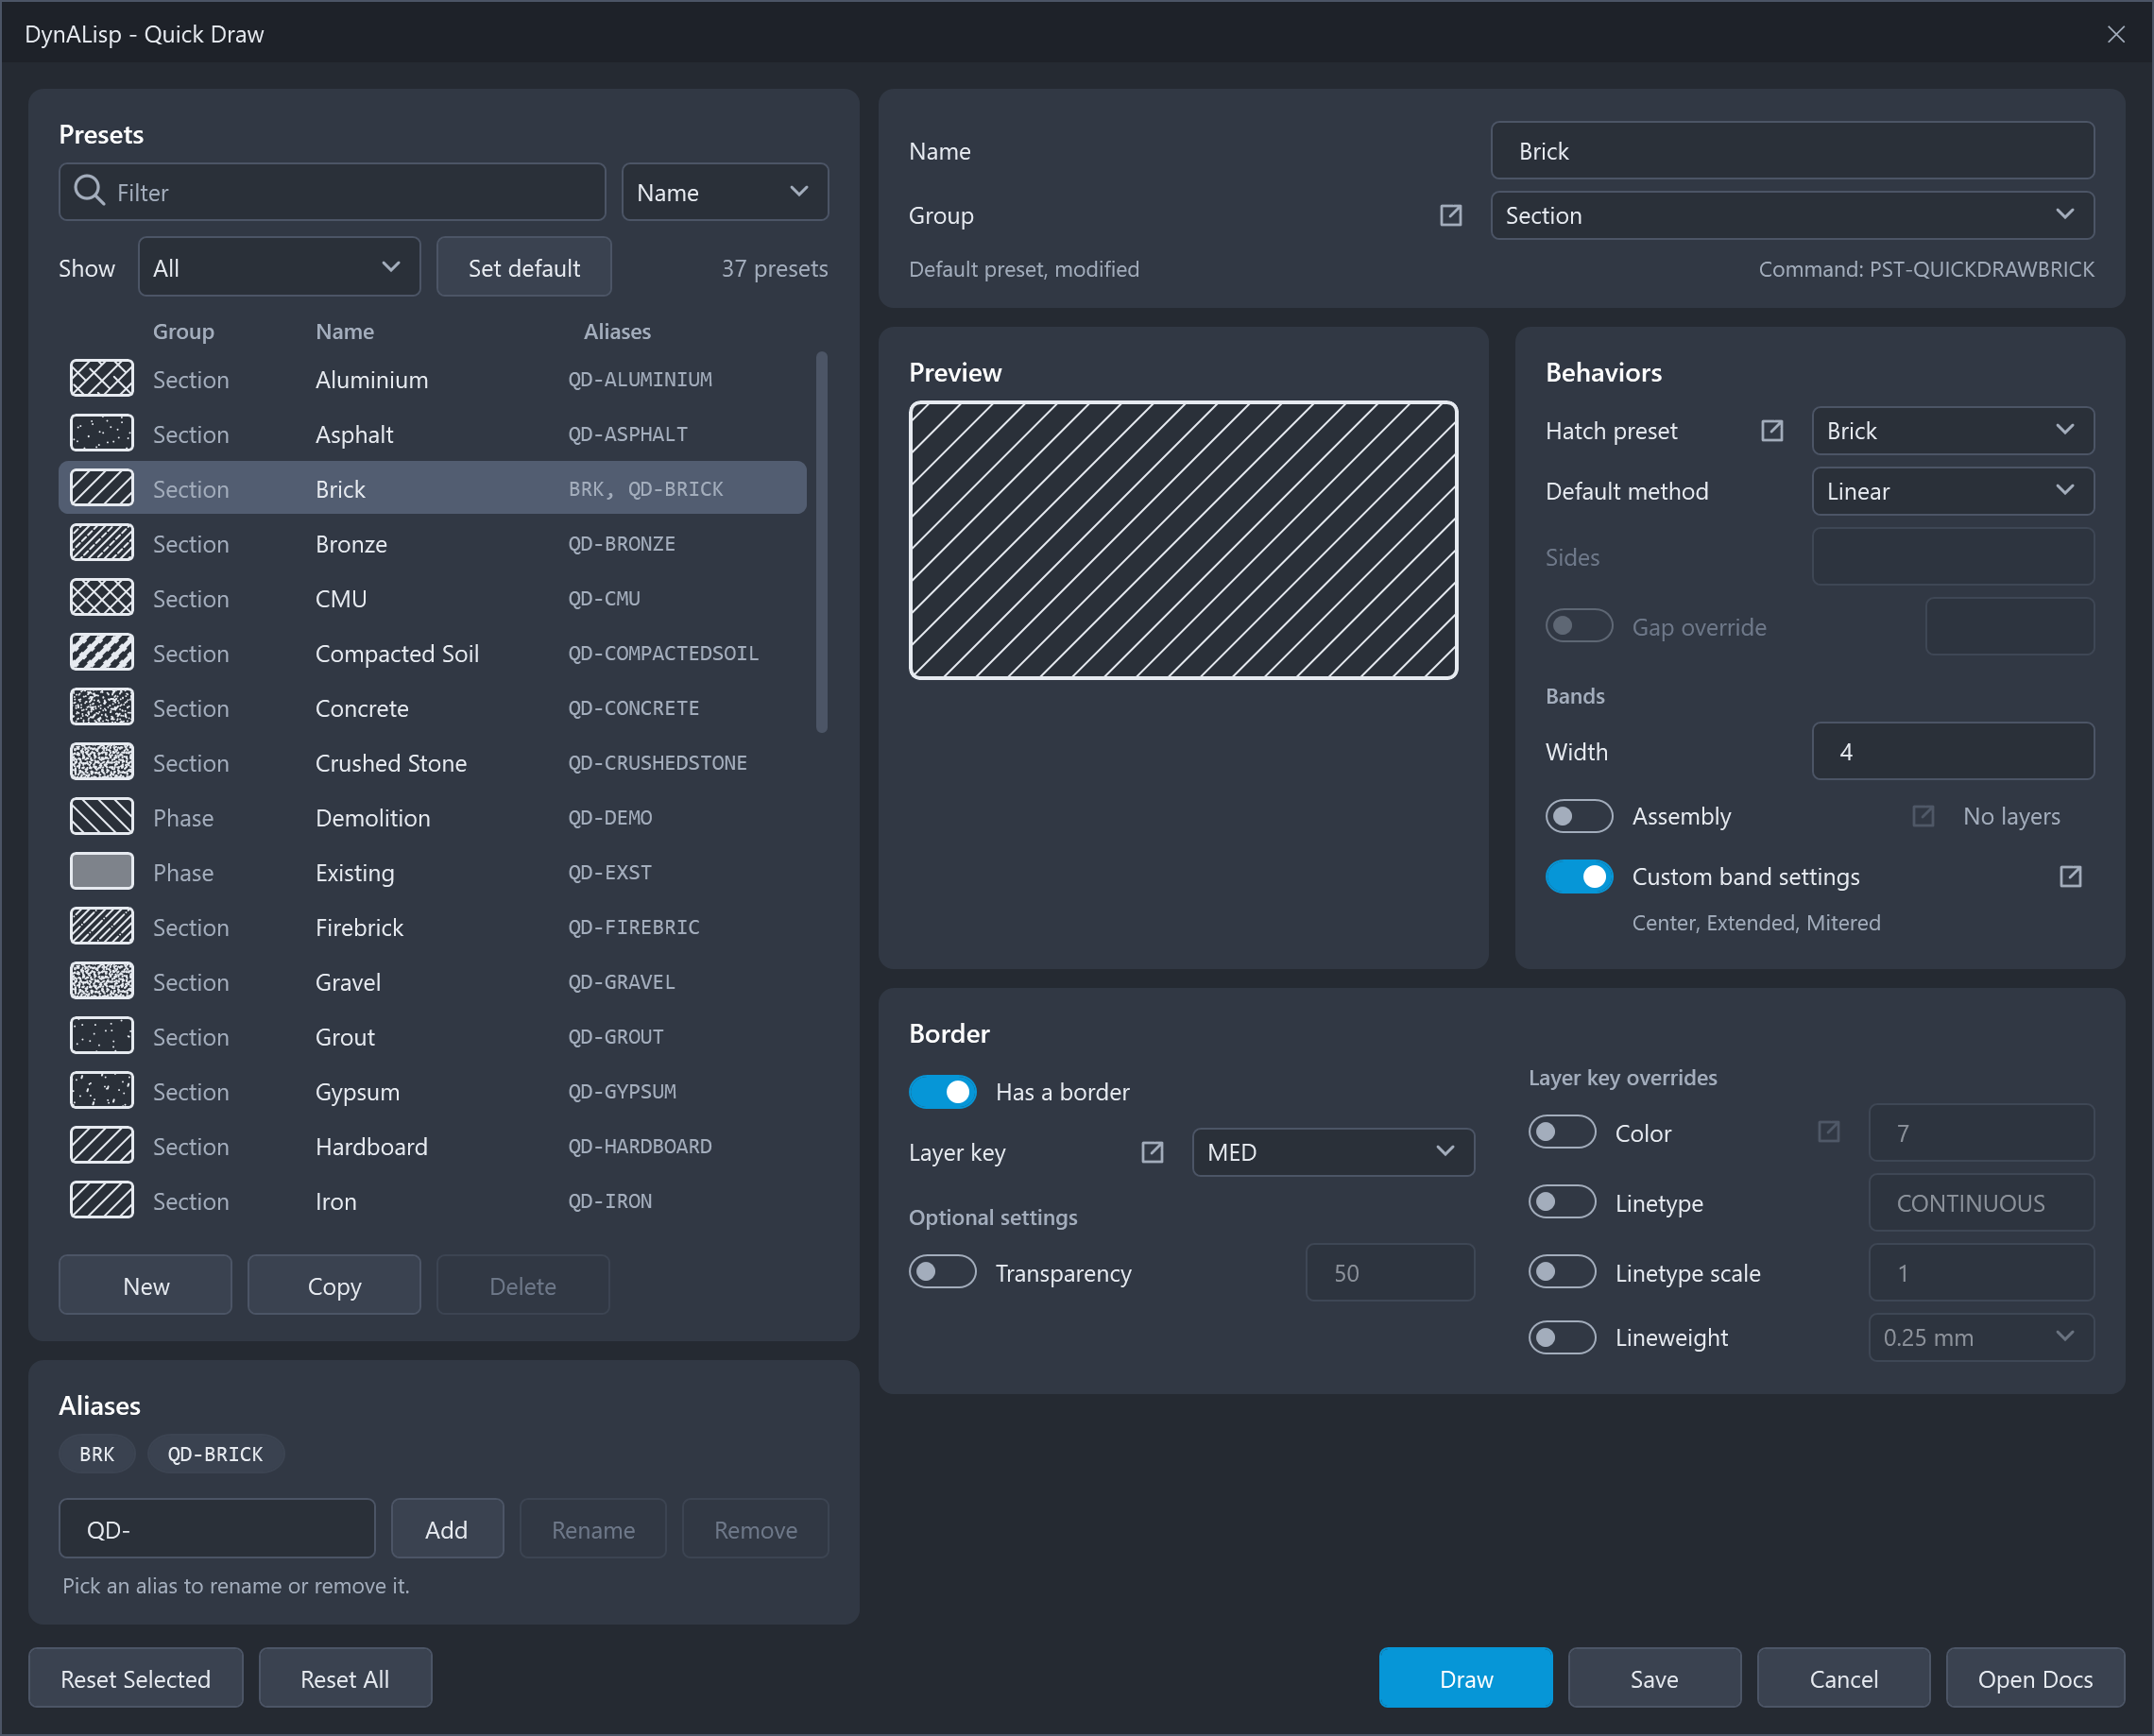 DynALisp - Quick Draw
Presets
Filter
Name
Show
All
Set default
37 presets
Group Name Aliases
Section Aluminium QD-ALUMINIUM
Section Asphalt QD-ASPHALT
Section Brick BRK, QD-BRICK
Section Bronze QD-BRONZE
Section CMU QD-CMU
Section Compacted Soil QD-COMPACTEDSOIL
Section Concrete QD-CONCRETE
Section Crushed Stone QD-CRUSHEDSTONE
Phase Demolition QD-DEMO
Phase Existing QD-EXST
Section Firebrick QD-FIREBRIC
Section Gravel QD-GRAVEL
Section Grout QD-GROUT
Section Gypsum QD-GYPSUM
Section Hardboard QD-HARDBOARD
Section Iron QD-IRON
New
Copy
Delete
Aliases
BRK
QD-BRICK
QD-
Add
Rename
Remove
Pick an alias to rename or remove it.
Reset Selected
Reset All
Name
Brick
Group
Section
Default preset, modified
Command: PST-QUICKDRAWBRICK
Preview
Behaviors
Hatch preset
Brick
Default method
Linear
Sides
Gap override
Bands
Width
4
Assembly
No layers
Custom band settings
Center, Extended, Mitered
Border
Has a border
Layer key
MED
Optional settings
Transparency
50
Layer key overrides
Color
7
Linetype
CONTINUOUS
Linetype scale
1
Lineweight
0.25 mm
Draw
Save
Cancel
Open Docs